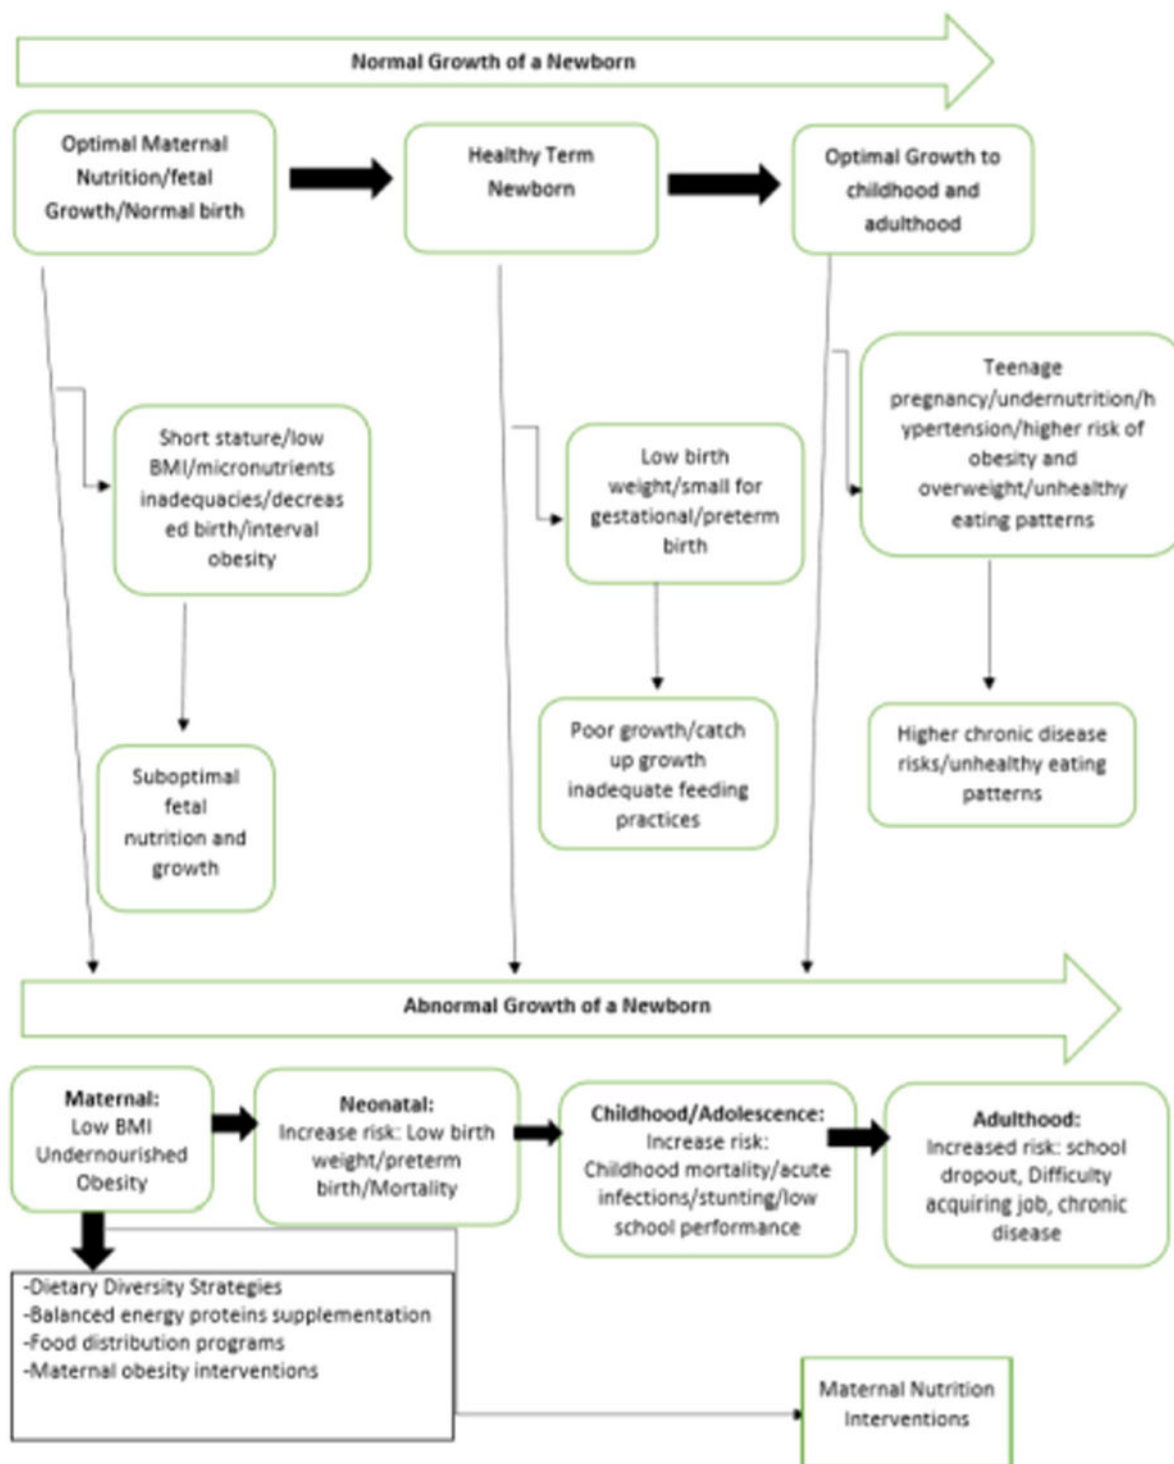 Normal Growth of a Newborn
Optimal Maternal
Nutrition/fetal
Growth/Normal birth
Healthy Term
Newborn
Optimal Growth to
childhood and
adulthood
Short stature/low
BMI/micronutrients
inadequacies/decreas
ed birth/interval
obesity
Low birth
weight/small for
gestational/preterm
birth
Teenage
pregnancy/undernutrition/h
ypertension/higher risk of
obesity and
overweight/unhealthy
eating patterns
Suboptimal
fetal
nutrition and
growth
Poor growth/catch
up growth
inadequate feeding
practices
Higher chronic disease
risks/unhealthy eating
patterns
Abnormal Growth of a Newborn
Maternal:
Low BMI
Undernourished
Obesity
Neonatal:
Increase risk: Low birth
weight/preterm
birth/Mortality
Childhood/Adolescence:
Increase risk:
Childhood mortality/acute
infections/stunting/low
school performance
Adulthood:
Increased risk: school
dropout, Difficulty
acquiring job, chronic
disease
-Dietary Diversity Strategies
-Balanced energy proteins supplementation
-Food distribution programs
-Maternal obesity interventions
Maternal Nutrition
Interventions